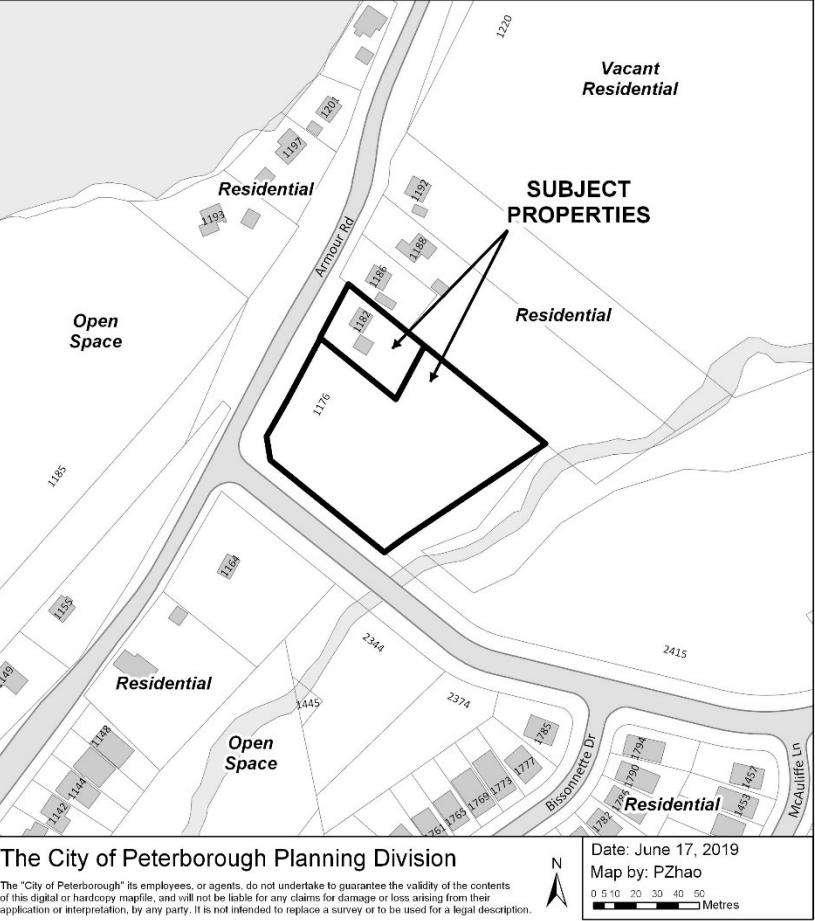 1220
Vacant
Residential
1201
1197
Residential
1193
1192
SUBJECT
PROPERTIES
Armour Rd
1188
1186
1182
Residential
Open
Space
1176
1185
1164
1155
2344
2415
1149
Residential
1445
2374
Open
Space
1148
1785
1794
1777
1790
1457
1144
1773
Bissonnette Dr
1786
Residential
1453
McAuliffe Ln
1142
1769
1765
1761
1782
The City of Peterborough Planning Division
The "City of Peterborough" its employees, or agents, do not undertake to guarantee the validity of the contents
of this digital or hardcopy mapfile, and will not be liable for any claims for damage or loss arising from their
application or interpretation, by any party. It is not intended to replace a survey or to be used for a legal description.
N
Date: June 17, 2019
Map by: PZhao
0 5 10 20 30 40 50
Metres